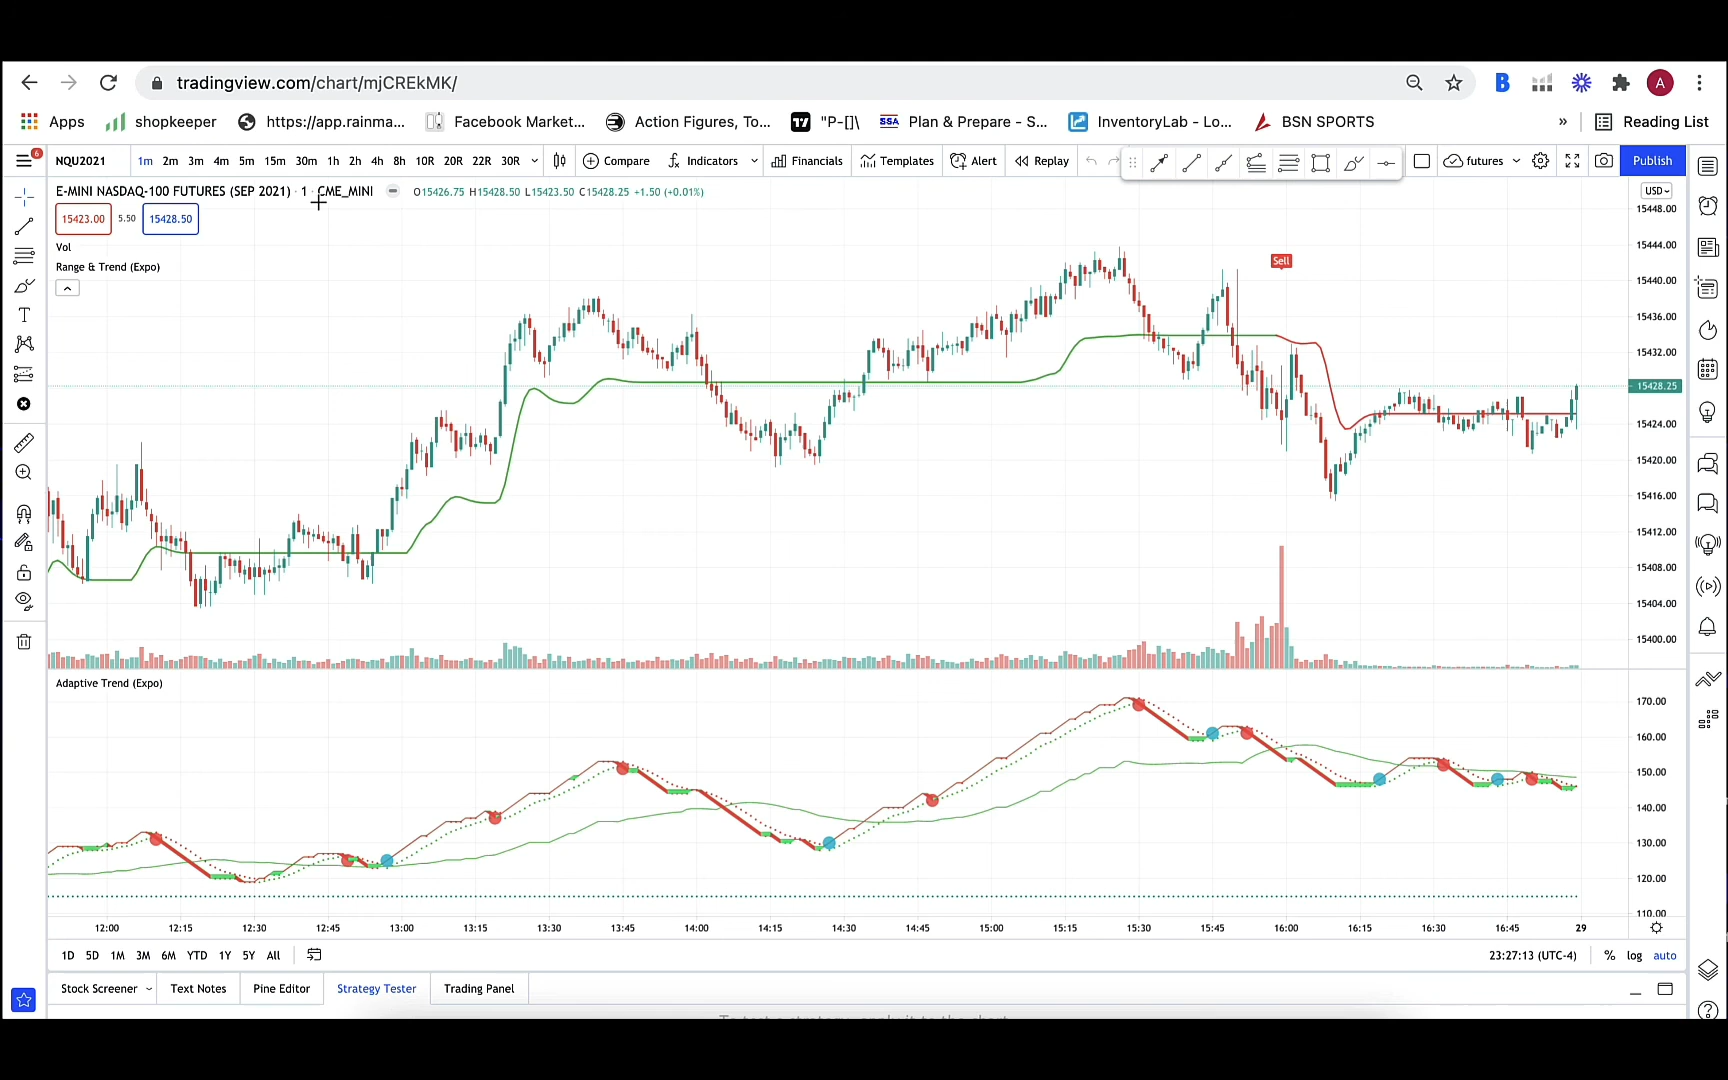 tradingview.com/chart/mjCREkMK/
A
Apps shopkeeper https://app.rainma... Facebook Market... Action Figures, To... "P-[]\ SSA Plan & Prepare - S... InventoryLab - Lo... BSN SPORTS » Reading List
6 NQU2021 1m 2m 3m 4m 5m 15m 30m 1h 2h 4h 8h 10R 20R 22R 30R Compare Indicators Financials Templates Alert Replay futures Publish
E-MINI NASDAQ-100 FUTURES (SEP 2021) · 1 · CME_MINI O15426.75 H15428.50 L15423.50 C15428.25 +1.50 (+0.01%) USD
15423.00 5.50 15428.50
Vol
Range & Trend (Expo)
Sell
15448.00
15444.00
15440.00
15436.00
15432.00
15428.25
15424.00
15420.00
15416.00
15412.00
15408.00
15404.00
15400.00
Adaptive Trend (Expo)
170.00
160.00
150.00
140.00
130.00
120.00
110.00
12:00 12:15 12:30 12:45 13:00 13:15 13:30 13:45 14:00 14:15 14:30 14:45 15:00 15:15 15:30 15:45 16:00 16:15 16:30 16:45 29
1D 5D 1M 3M 6M YTD 1Y 5Y All 23:27:13 (UTC-4) % log auto
Stock Screener Text Notes Pine Editor Strategy Tester Trading Panel